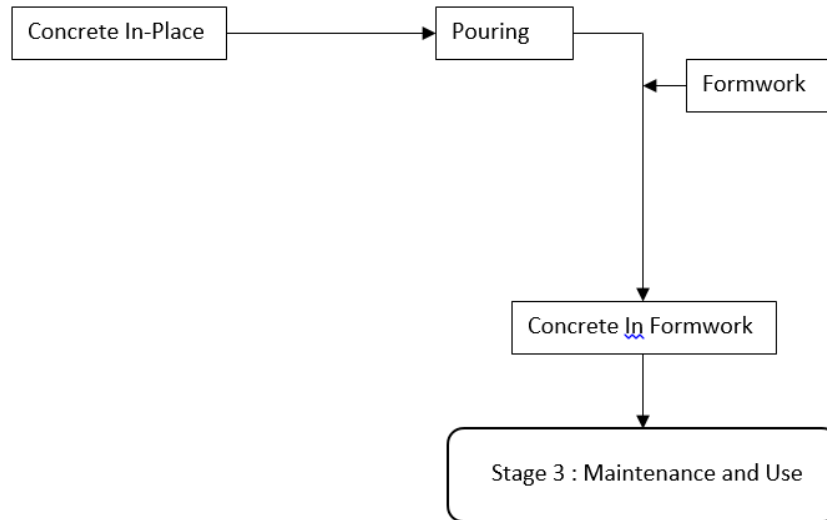 Concrete In-Place
Pouring
Formwork
Concrete In Formwork
Stage 3 : Maintenance and Use